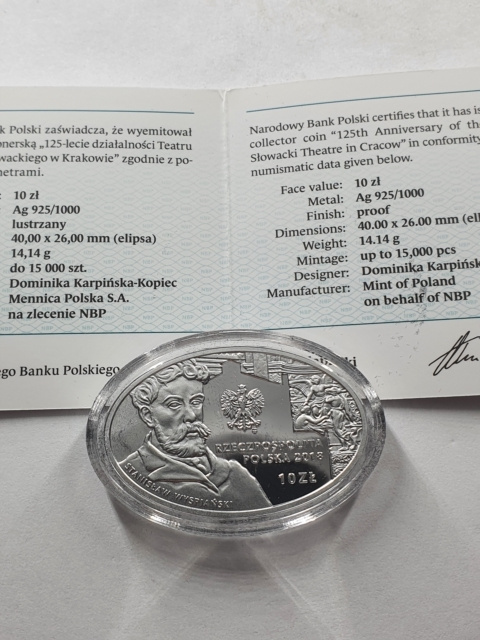 k Polski zaświadcza, że wyemitował
onerską „125-lecie działalności Teatru
wackiego w Krakowie” zgodnie z po-
netrami.
10 zł
Ag 925/1000
lustrzany
40,00 x 26,00 mm (elipsa)
14,14 g
do 15 000 szt.
Dominika Karpińska-Kopiec
Mennica Polska S.A.
na zlecenie NBP
ego Banku Polskiego
Narodowy Bank Polski certifies that it has is
collector coin “125th Anniversary of the
Słowacki Theatre in Cracow” in conformity
numismatic data given below.
Face value: 10 zł
Metal: Ag 925/1000
Finish: proof
Dimensions: 40.00 x 26.00 mm (ell
Weight: 14.14 g
Mintage: up to 15,000 pcs
Designer: Dominika Karpińsk
Manufacturer: Mint of Poland
on behalf of NBP
STANISŁAW WYSPIAŃSKI
RZECZPOSPOLITA
POLSKA 2018
10 ZŁ